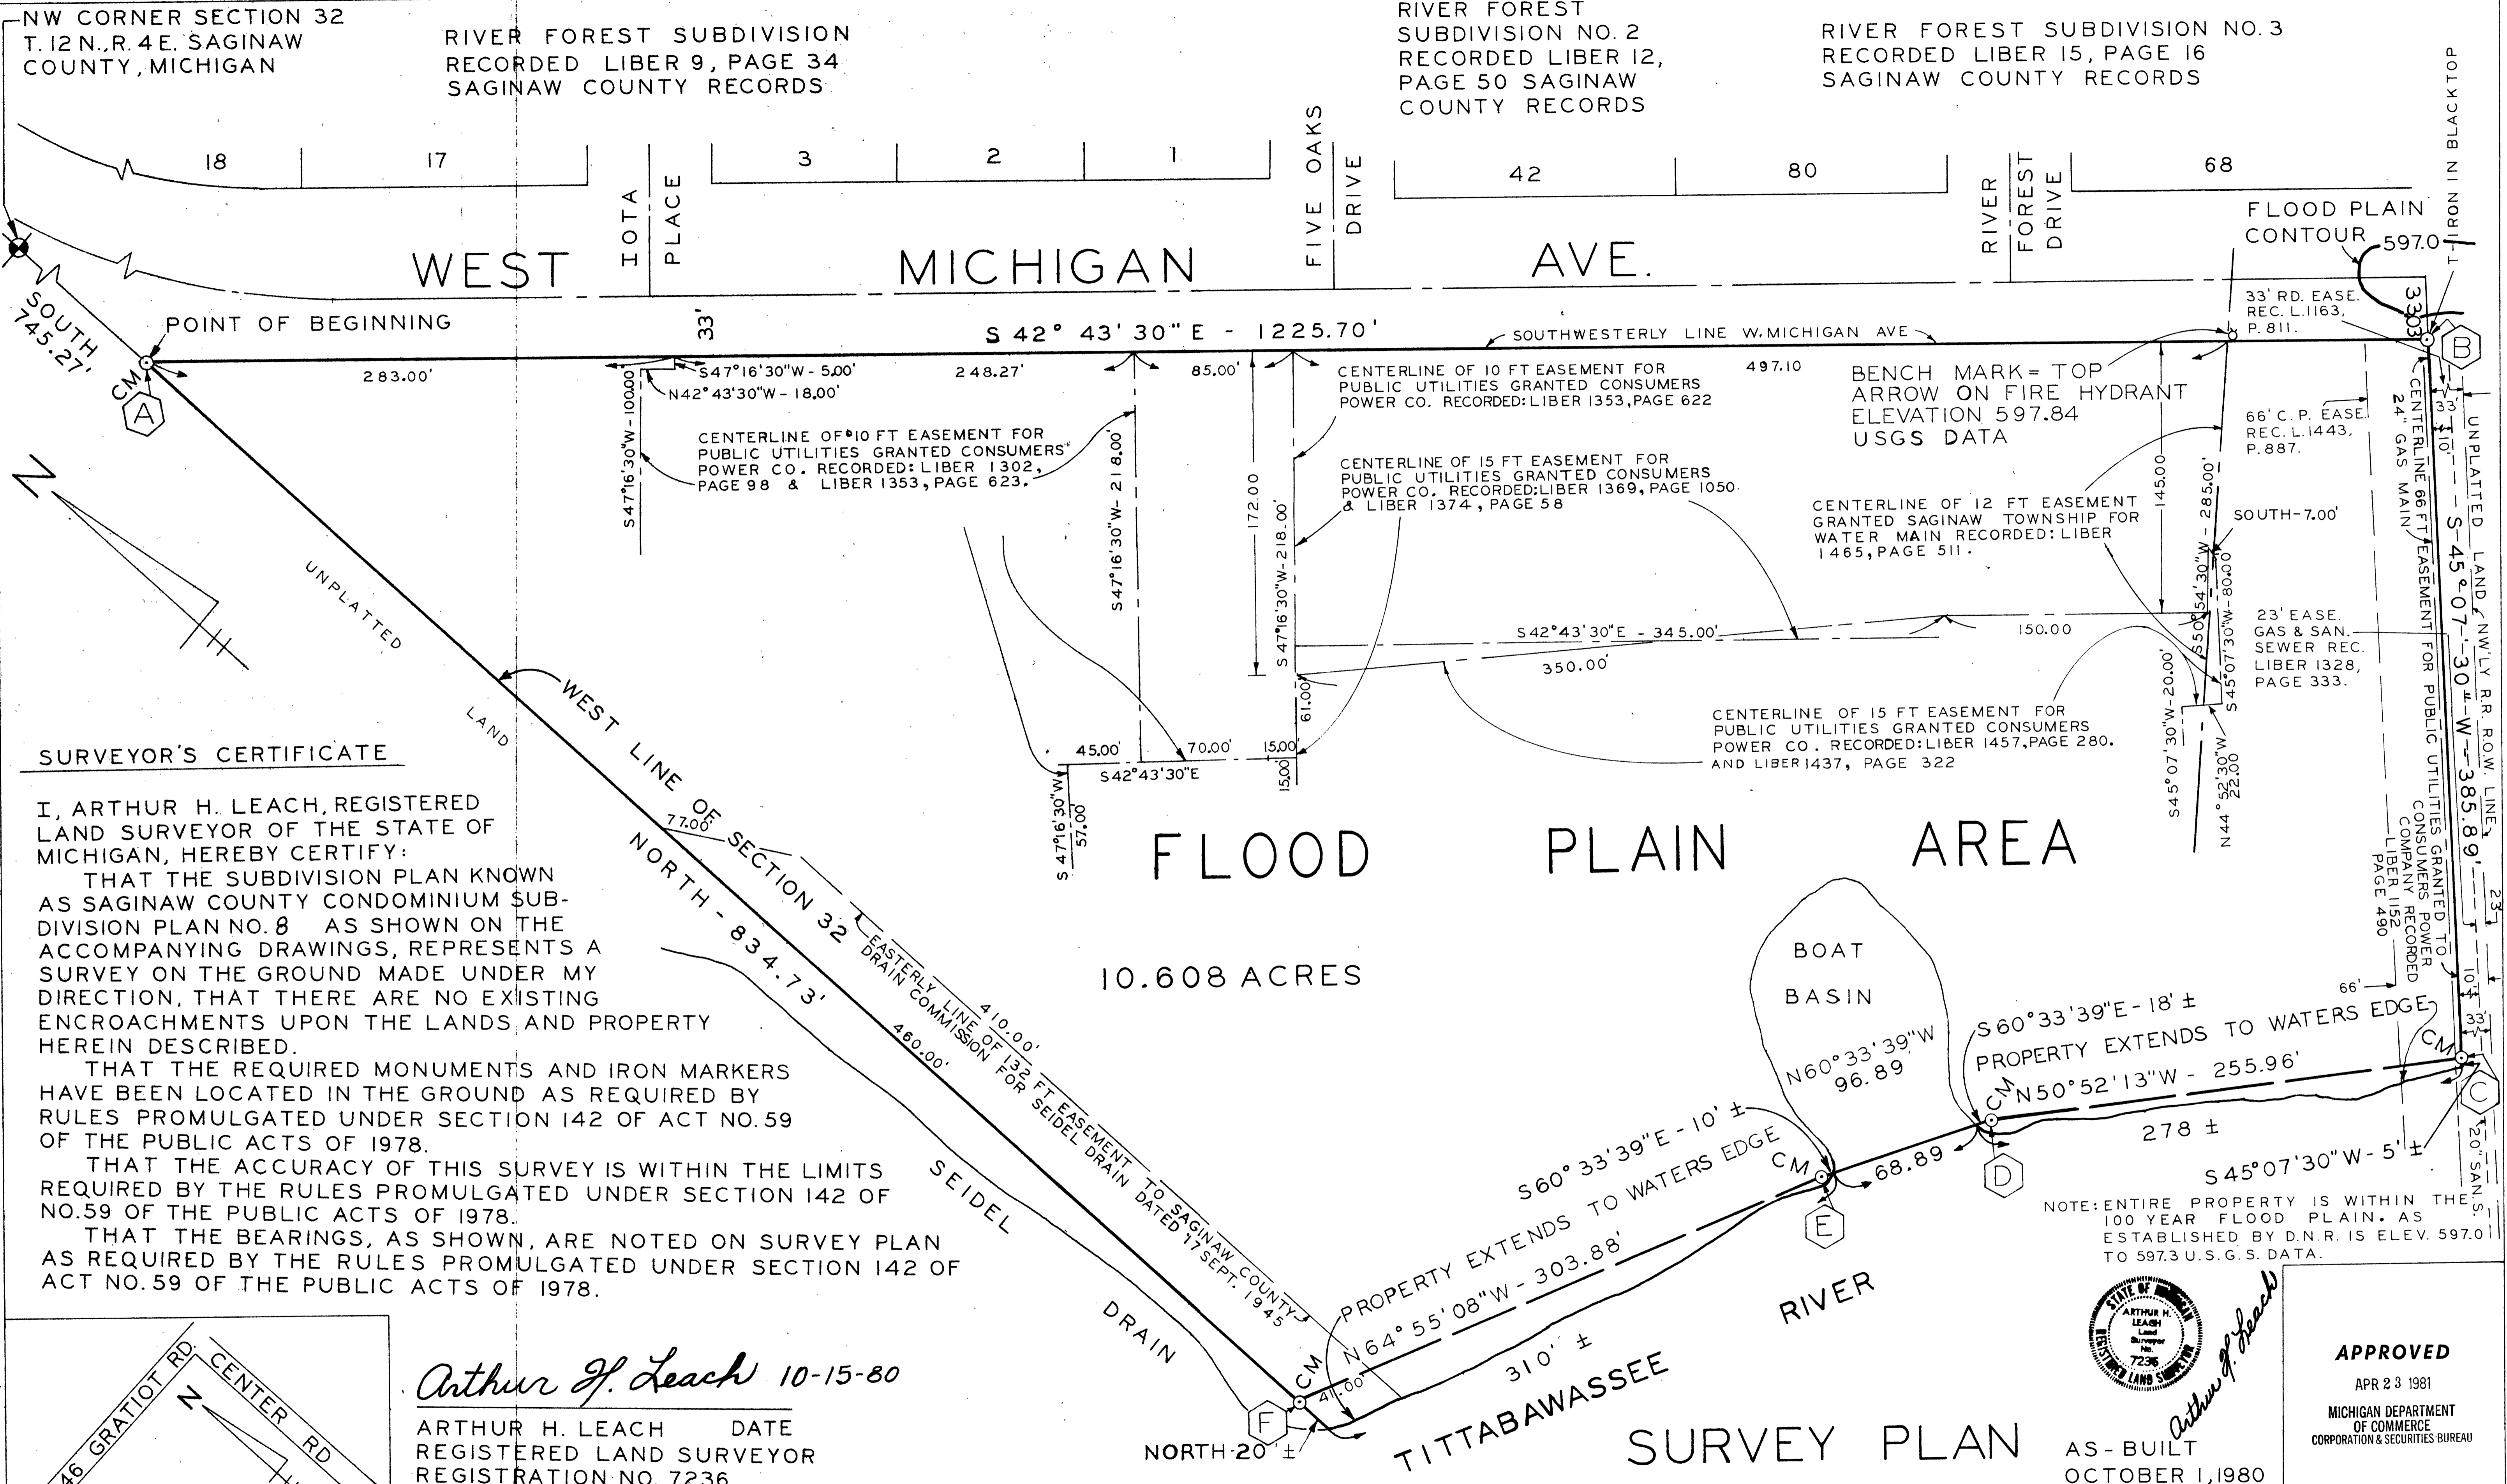 NW CORNER SECTION 32
T. 12 N., R. 4 E. SAGINAW
COUNTY, MICHIGAN
RIVER FOREST SUBDIVISION
RECORDED LIBER 9, PAGE 34
SAGINAW COUNTY RECORDS
RIVER FOREST
SUBDIVISION NO. 2
RECORDED LIBER 12,
PAGE 50 SAGINAW
COUNTY RECORDS
RIVER FOREST SUBDIVISION NO. 3
RECORDED LIBER 15, PAGE 16
SAGINAW COUNTY RECORDS
T-IRON IN BLACKTOP
18
17
IOTA
PLACE
3
2
1
FIVE OAKS
DRIVE
42
80
RIVER
FOREST
DRIVE
68
FLOOD PLAIN
CONTOUR
597.0
WEST MICHIGAN AVE.
SOUTH
745.27'
POINT OF BEGINNING
33'
S 42° 43' 30" E - 1225.70'
SOUTHWESTERLY LINE W. MICHIGAN AVE
33' RD. EASE.
REC. L.1163,
P. 811.
33.03
B
CM
A
283.00'
S47°16'30"W - 5.00'
N42°43'30"W - 18.00'
S47°16'30"W - 100.00'
248.27'
85.00'
497.10
CENTERLINE OF 10 FT EASEMENT FOR
PUBLIC UTILITIES GRANTED CONSUMERS
POWER CO. RECORDED: LIBER 1302,
PAGE 98 & LIBER 1353, PAGE 623.
S47°16'30"W - 218.00'
172.00
S47°16'30"W - 218.00'
CENTERLINE OF 10 FT EASEMENT FOR
PUBLIC UTILITIES GRANTED CONSUMERS
POWER CO. RECORDED: LIBER 1353, PAGE 622
CENTERLINE OF 15 FT EASEMENT FOR
PUBLIC UTILITIES GRANTED CONSUMERS
POWER CO. RECORDED: LIBER 1369, PAGE 1050
& LIBER 1374, PAGE 58
BENCH MARK = TOP
ARROW ON FIRE HYDRANT
ELEVATION 597.84
USGS DATA
CENTERLINE OF 12 FT EASEMENT
GRANTED SAGINAW TOWNSHIP FOR
WATER MAIN RECORDED: LIBER
1465, PAGE 511.
145.00
S50°54'30"W - 285.00'
SOUTH - 7.00'
S45°07'30"W - 80.00
66' C.P. EASE.
REC. L.1443,
P. 887.
24" GAS MAIN
CENTERLINE 66 FT EASEMENT FOR PUBLIC UTILITIES GRANTED TO
CONSUMERS POWER
COMPANY RECORDED
LIBER 1152
PAGE 490
33'
10'
S-45°-07'-30"-W - 385.89'
UNPLATTED LAND
NW'LY R.R. R.O.W. LINE
23' EASE.
GAS & SAN.
SEWER REC.
LIBER 1328,
PAGE 333.
N
UNPLATTED
LAND
WEST LINE OF SECTION 32
S42°43'30"E - 345.00'
350.00'
150.00
61.00'
45.00'
70.00'
15.00'
S42°43'30"E
15.00'
S47°16'30"W
57.00'
CENTERLINE OF 15 FT EASEMENT FOR
PUBLIC UTILITIES GRANTED CONSUMERS
POWER CO. RECORDED: LIBER 1457, PAGE 280.
AND LIBER 1437, PAGE 322
S45°07'30"W - 20.00'
N44°52'30"W
22.00
23'
SURVEYOR'S CERTIFICATE
I, ARTHUR H. LEACH, REGISTERED
LAND SURVEYOR OF THE STATE OF
MICHIGAN, HEREBY CERTIFY:
THAT THE SUBDIVISION PLAN KNOWN
AS SAGINAW COUNTY CONDOMINIUM SUB-
DIVISION PLAN NO. 8 AS SHOWN ON THE
ACCOMPANYING DRAWINGS, REPRESENTS A
SURVEY ON THE GROUND MADE UNDER MY
DIRECTION, THAT THERE ARE NO EXISTING
ENCROACHMENTS UPON THE LANDS AND PROPERTY
HEREIN DESCRIBED.
THAT THE REQUIRED MONUMENTS AND IRON MARKERS
HAVE BEEN LOCATED IN THE GROUND AS REQUIRED BY
RULES PROMULGATED UNDER SECTION 142 OF ACT NO. 59
OF THE PUBLIC ACTS OF 1978.
THAT THE ACCURACY OF THIS SURVEY IS WITHIN THE LIMITS
REQUIRED BY THE RULES PROMULGATED UNDER SECTION 142 OF
NO. 59 OF THE PUBLIC ACTS OF 1978.
THAT THE BEARINGS, AS SHOWN, ARE NOTED ON SURVEY PLAN
AS REQUIRED BY THE RULES PROMULGATED UNDER SECTION 142 OF
ACT NO. 59 OF THE PUBLIC ACTS OF 1978.
77.00'
NORTH - 834.73'
460.00'
410.00'
EASTERLY LINE OF 132 FT. EASEMENT TO SAGINAW COUNTY
DRAIN COMMISSION FOR SEIDEL DRAIN DATED 17 SEPT. 1945
SEIDEL
DRAIN
FLOOD PLAIN AREA
10.608 ACRES
BOAT
BASIN
N60°33'39"W
96.89'
S60°33'39"E - 18' ±
PROPERTY EXTENDS TO WATERS EDGE
N50°52'13"W - 255.96'
66'
10'
33'
CM
C
20" SAN. S.
278 ±
S45°07'30"W - 5' ±
CM
D
68.89
S60°33'39"E - 10' ±
PROPERTY EXTENDS TO WATERS EDGE
CM
E
N64°55'08"W - 303.88'
310' ±
CM
41.00'
F
NORTH - 20' ±
TITTABAWASSEE RIVER
NOTE: ENTIRE PROPERTY IS WITHIN THE
100 YEAR FLOOD PLAIN. AS
ESTABLISHED BY D.N.R. IS ELEV. 597.0
TO 597.3 U.S.G.S. DATA.
STATE OF MICHIGAN
ARTHUR H.
LEACH
Land
Surveyor
No.
7236
REGISTERED LAND SURVEYOR
Arthur H. Leach
APPROVED
APR 23 1981
MICHIGAN DEPARTMENT
OF COMMERCE
CORPORATION & SECURITIES BUREAU
SURVEY PLAN
AS-BUILT
OCTOBER 1, 1980
46 GRATIOT RD.
CENTER RD
N
Arthur H. Leach 10-15-80
ARTHUR H. LEACH DATE
REGISTERED LAND SURVEYOR
REGISTRATION NO. 7236